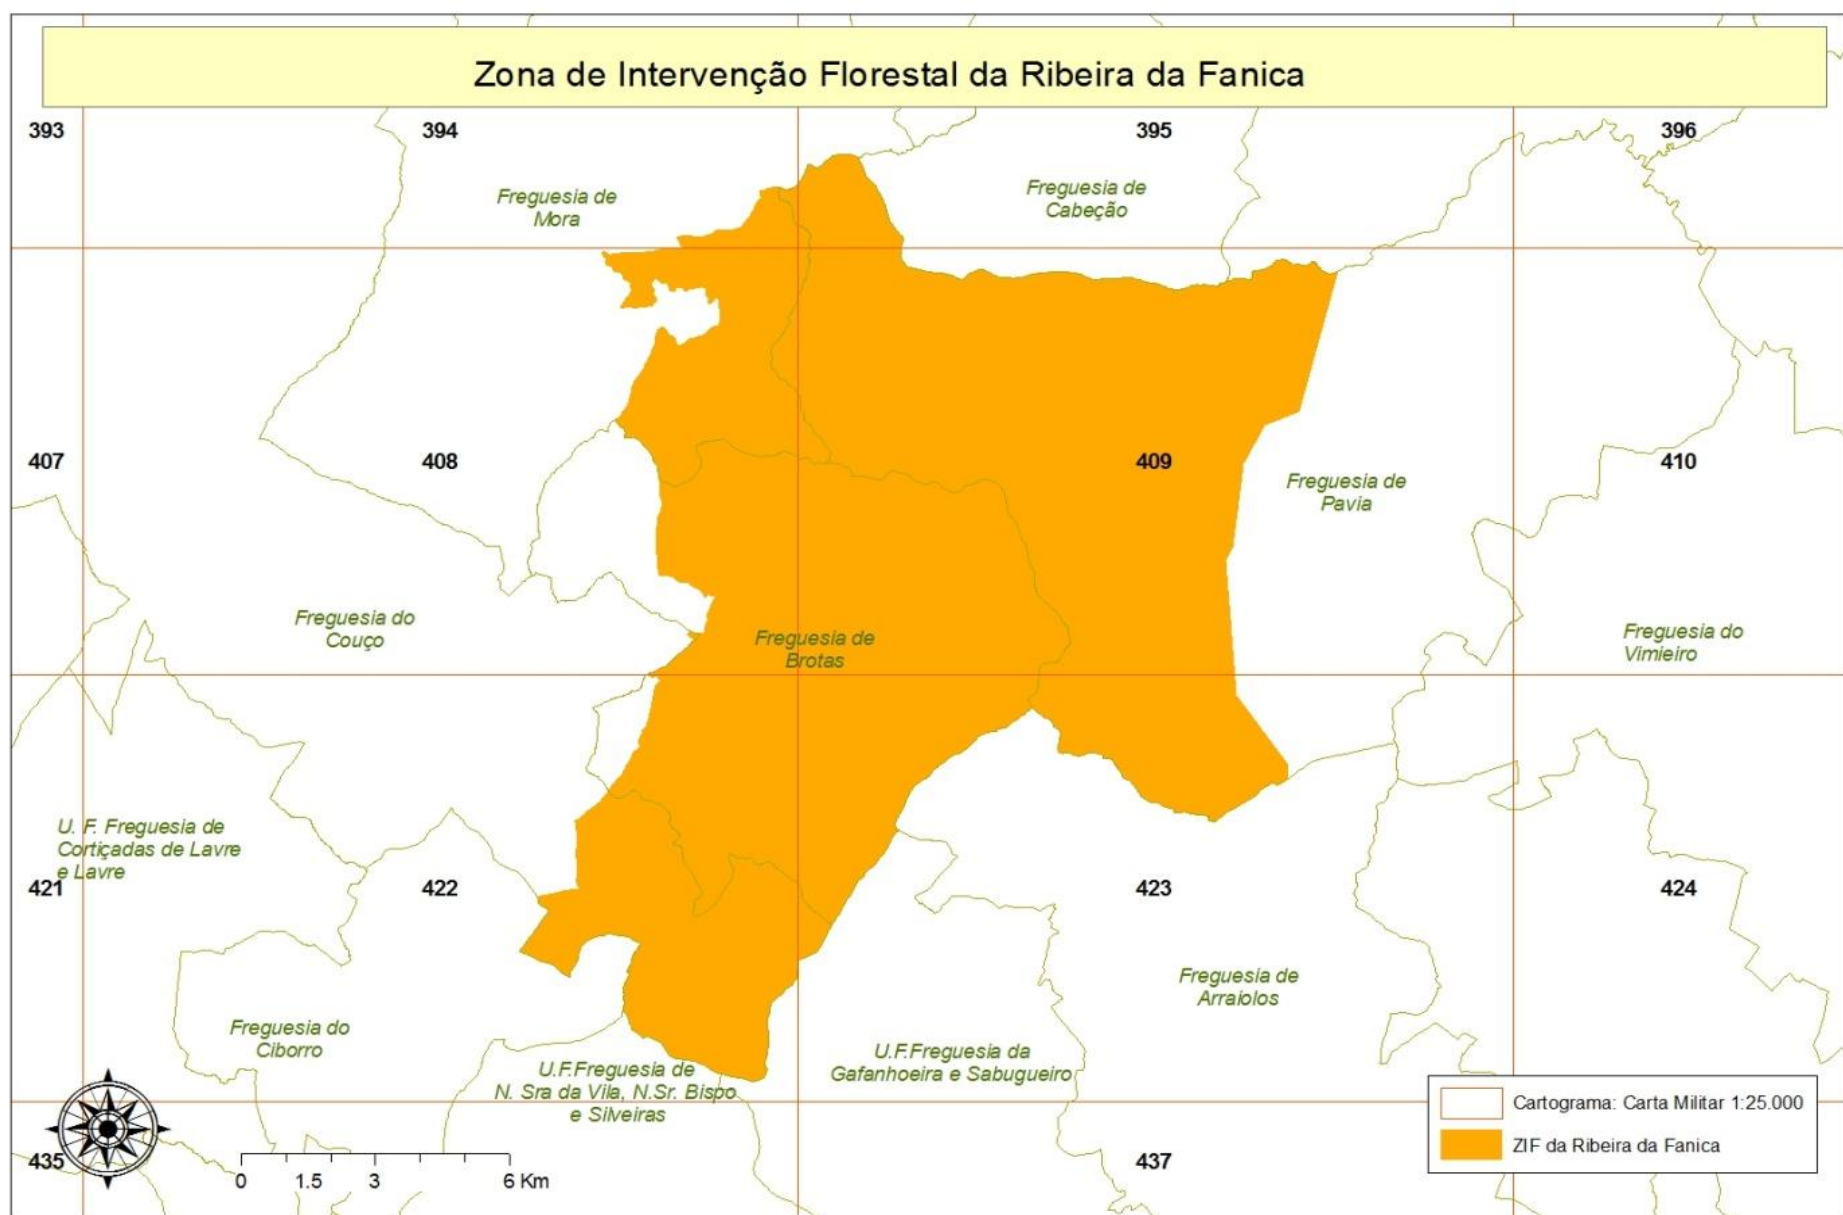 Zona de Intervenção Florestal da Ribeira da Fanica
393
394
395
396
Freguesia de
Mora
Freguesia de
Cabeção
407
408
409
410
Freguesia de
Pavia
Freguesia do
Couço
Freguesia de
Brotas
Freguesia do
Vimieiro
U. F. Freguesia de
Cortiçadas de Lavre
e Lavre
421
422
423
424
Freguesia de
Arraiolos
Freguesia do
Ciborro
U.F.Freguesia de
N. Sra da Vila, N.Sr. Bispo
e Silveiras
U.F.Freguesia da
Gafanhoeira e Sabugueiro
Cartograma: Carta Militar 1:25.000
ZIF da Ribeira da Fanica
435
437
0 1.5 3 6 Km